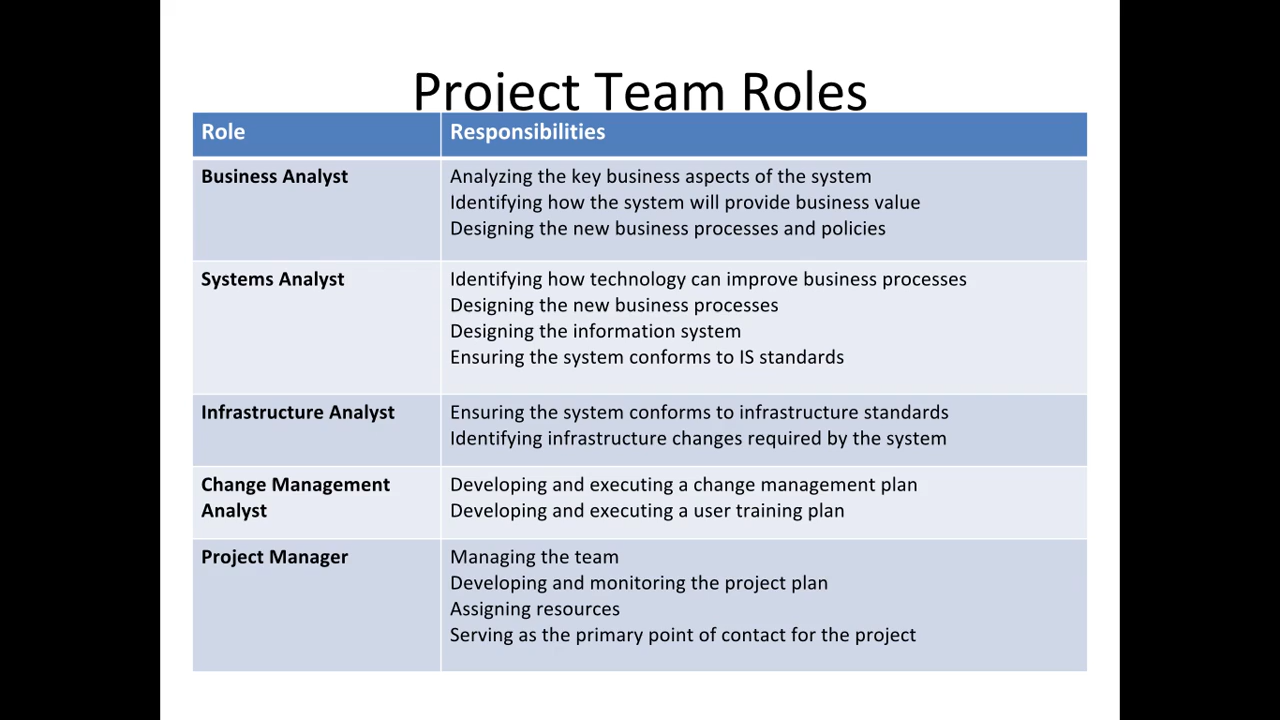 Project Team Roles
Role
Responsibilities
Business Analyst
Analyzing the key business aspects of the system
Identifying how the system will provide business value
Designing the new business processes and policies
Systems Analyst
Identifying how technology can improve business processes
Designing the new business processes
Designing the information system
Ensuring the system conforms to IS standards
Infrastructure Analyst
Ensuring the system conforms to infrastructure standards
Identifying infrastructure changes required by the system
Change Management
Analyst
Developing and executing a change management plan
Developing and executing a user training plan
Project Manager
Managing the team
Developing and monitoring the project plan
Assigning resources
Serving as the primary point of contact for the project